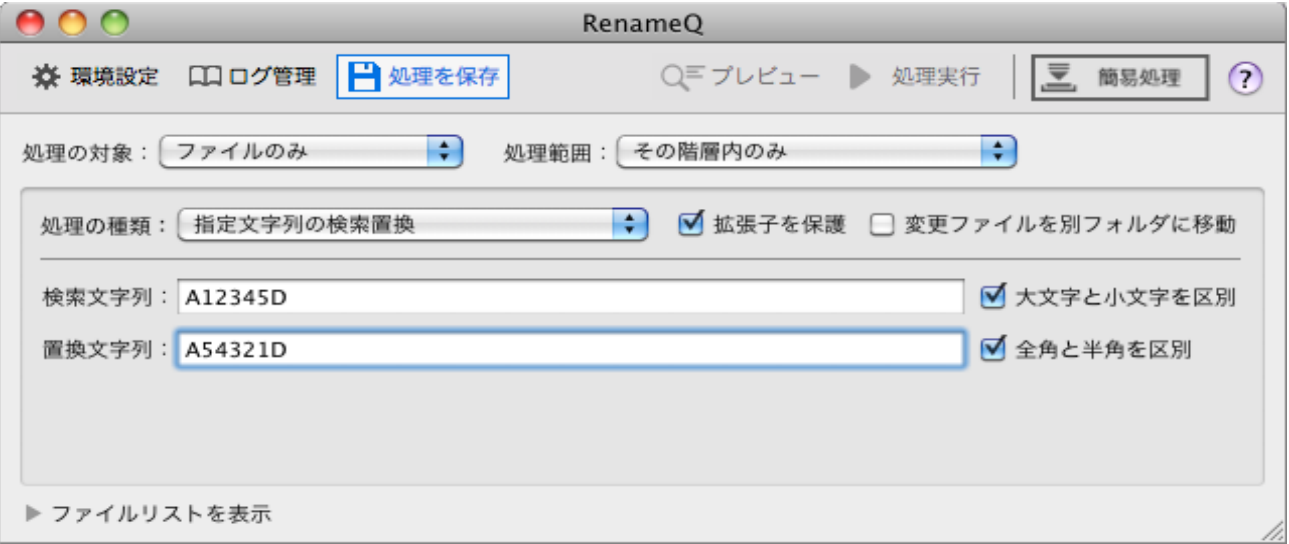 RenameQ
環境設定 ログ管理 処理を保存 プレビュー 処理実行 簡易処理 ?
処理の対象： ファイルのみ 処理範囲： その階層内のみ
処理の種類： 指定文字列の検索置換 拡張子を保護 変更ファイルを別フォルダに移動
検索文字列： A12345D 大文字と小文字を区別
置換文字列： A54321D 全角と半角を区別
ファイルリストを表示